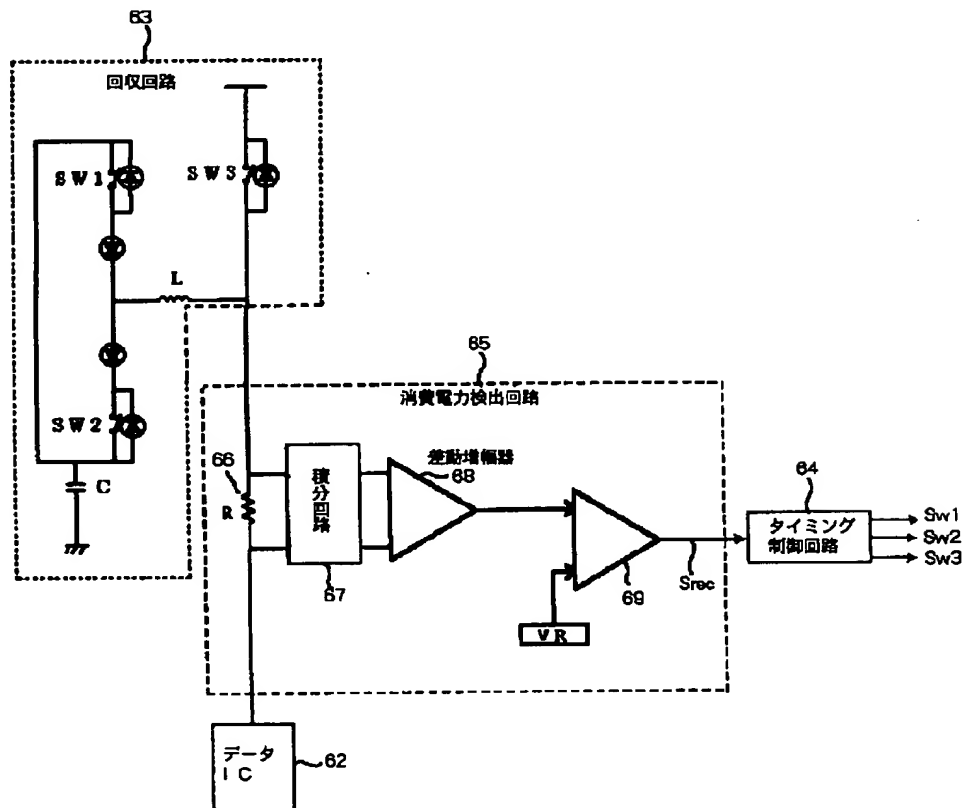 63
回収回路
SW1
SW3
L
SW2
C
65
消費電力検出回路
66
R
積分回路
67
差動増幅器
68
69
VR
Srec
64
タイミング
制御回路
Sw1
Sw2
Sw3
データ
IC
62